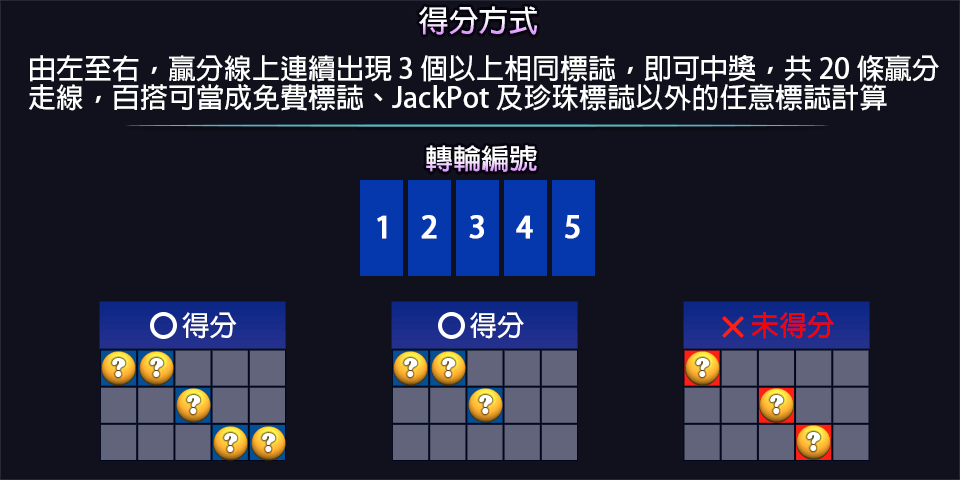 得分方式
由左至右，贏分線上連續出現 3 個以上相同標誌，即可中獎，共 20 條贏分
走線，百搭可當成免費標誌、JackPot 及珍珠標誌以外的任意標誌計算
轉輪編號
1 2 3 4 5
○得分 ○得分 ×未得分
? ? ? ? ?
? ? ?
? ? ?